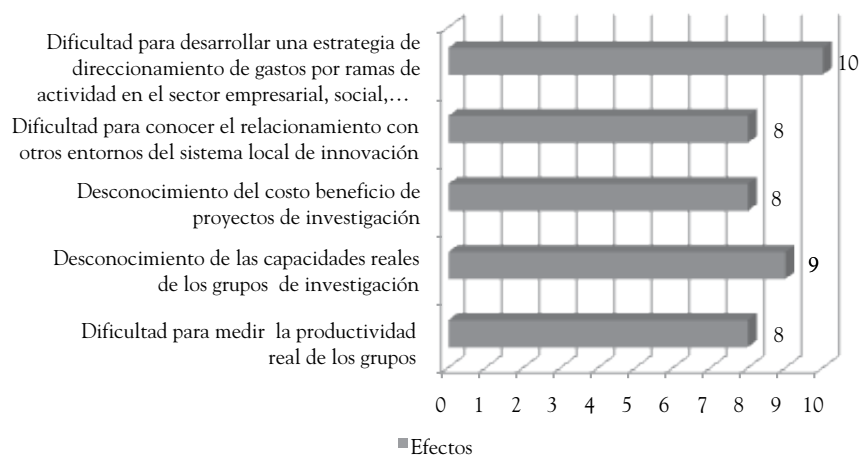 Dificultad para desarrollar una estrategia de
direccionamiento de gastos por ramas de
actividad en el sector empresarial, social,...
10
Dificultad para conocer el relacionamiento con
otros entornos del sistema local de innovación
8
Desconocimiento del costo beneficio de
proyectos de investigación
8
Desconocimiento de las capacidades reales
de los grupos de investigación
9
Dificultad para medir la productividad
real de los grupos
8
0 1 2 3 4 5 6 7 8 9 10
Efectos